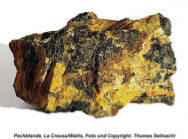 Pechblende, La Creusa/Wallis, Foto und Copyright: Thomas Seilnacht